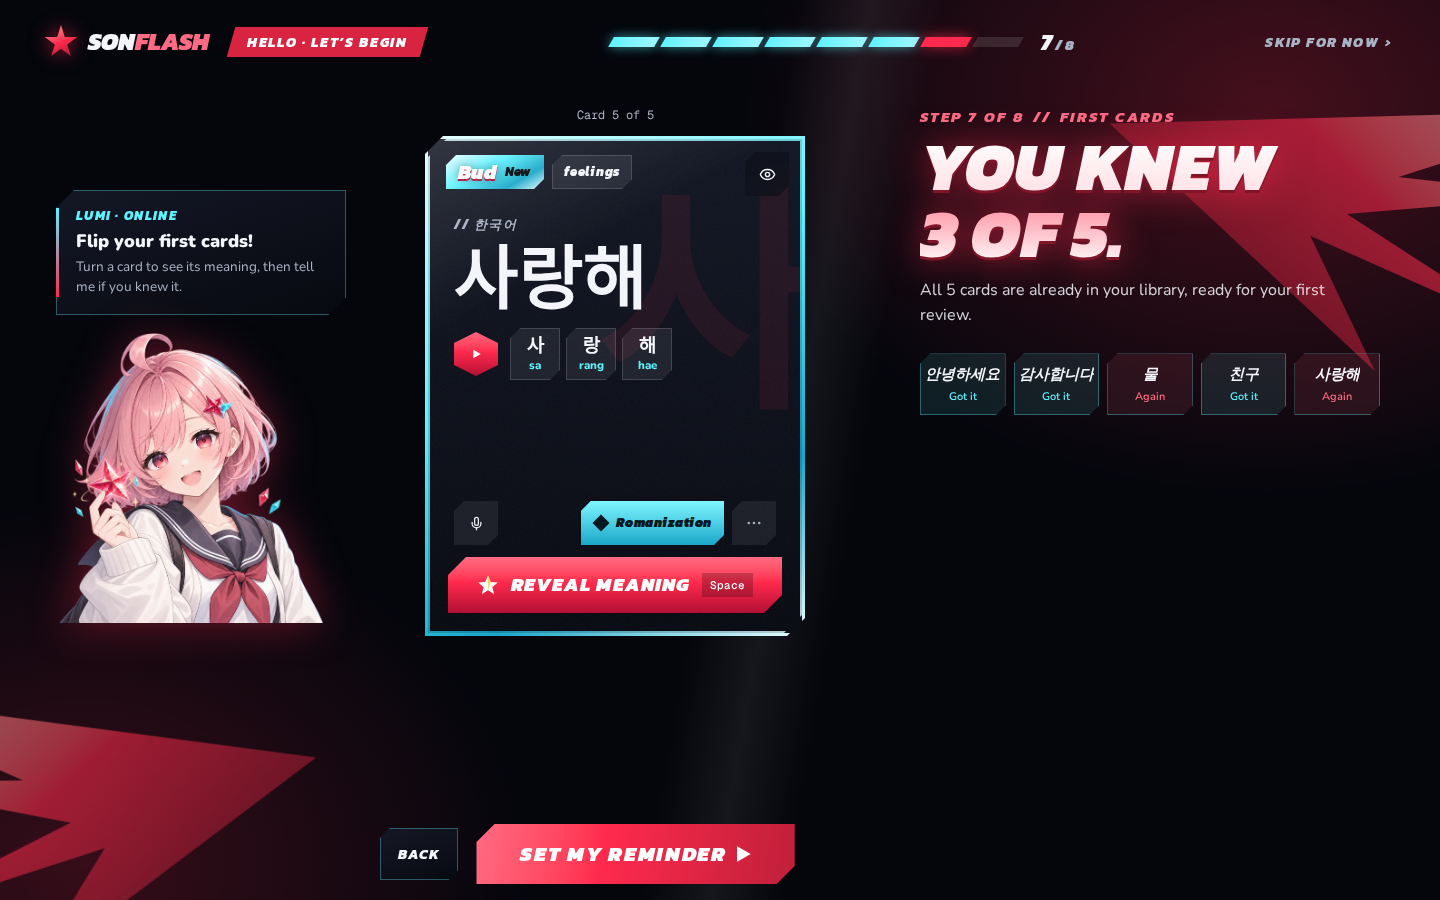 SONFLASH
HELLO · LET'S BEGIN
7 / 8
SKIP FOR NOW >
Card 5 of 5
Bud New
feelings
// 한국어
사랑해
사
사 sa
랑 rang
해 hae
Romanization
···
REVEAL MEANING Space
LUMI · ONLINE
Flip your first cards!
Turn a card to see its meaning, then tell
me if you knew it.
STEP 7 OF 8 // FIRST CARDS
YOU KNEW
3 OF 5.
All 5 cards are already in your library, ready for your first
review.
안녕하세요 Got it
감사합니다 Got it
물 Again
친구 Got it
사랑해 Again
BACK
SET MY REMINDER